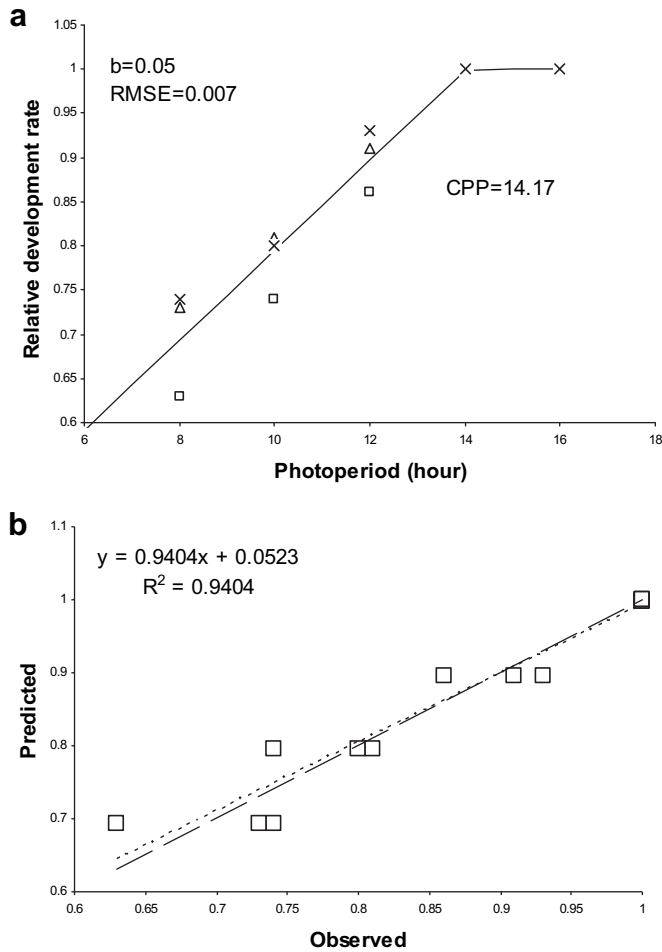 a
1.05
1
0.95
0.9
0.85
0.8
0.75
0.7
0.65
0.6
b=0.05
RMSE=0.007
CPP=14.17
Relative development rate
6 8 10 12 14 16 18
Photoperiod (hour)
b
1.1
1
0.9
0.8
0.7
0.6
y = 0.9404x + 0.0523
R² = 0.9404
Predicted
0.6 0.65 0.7 0.75 0.8 0.85 0.9 0.95 1
Observed